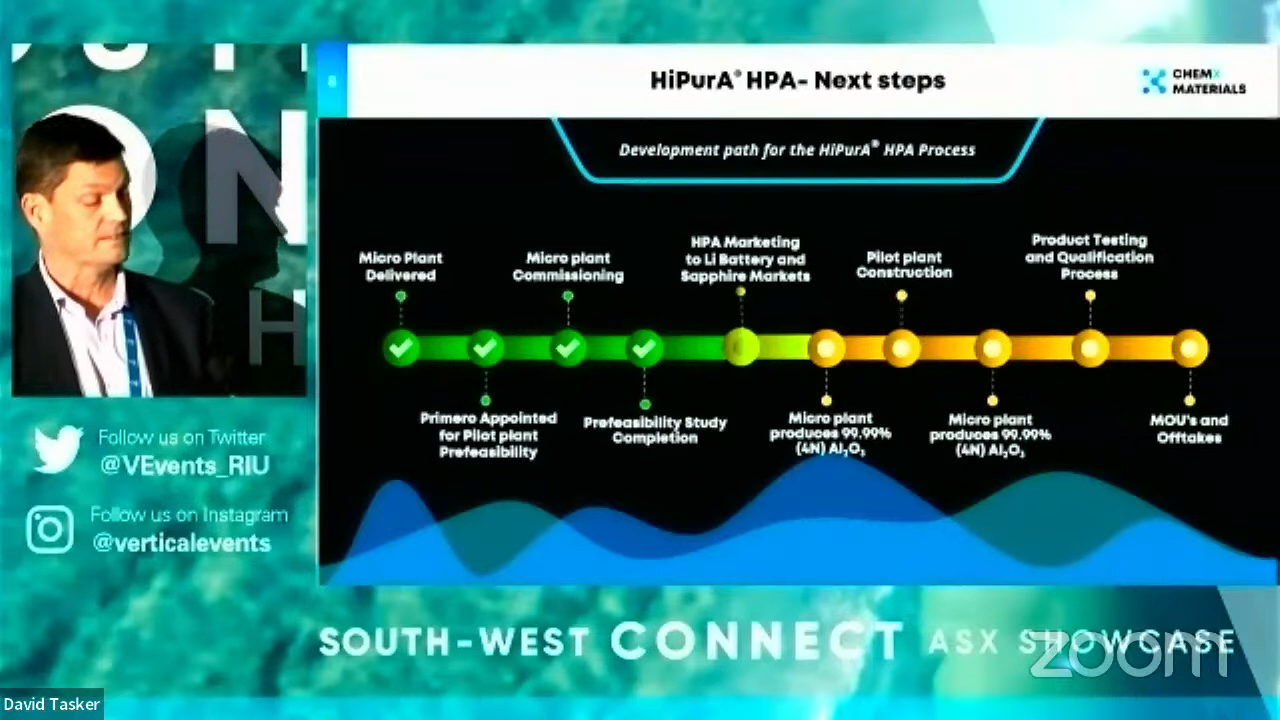 HiPurA® HPA- Next steps
CHEMX
MATERIALS
Development path for the HiPurA® HPA Process
Micro Plant
Delivered
Micro plant
Commissioning
HPA Marketing
to Li Battery and
Sapphire Markets
Pilot plant
Construction
Product Testing
and Qualification
Process
Primero Appointed
for Pilot plant
Prefeasibility
Prefeasibility Study
Completion
Micro plant
produces 99.99%
(4N) Al₂O₃
Micro plant
produces 99.99%
(4N) Al₂O₃
MOU's and
Offtakes
ON
H
Follow us on Twitter
@VEvents_RIU
Follow us on Instagram
@verticalevents
SOUTH-WEST CONNECT ASX SHOWCASE
zoom
David Tasker